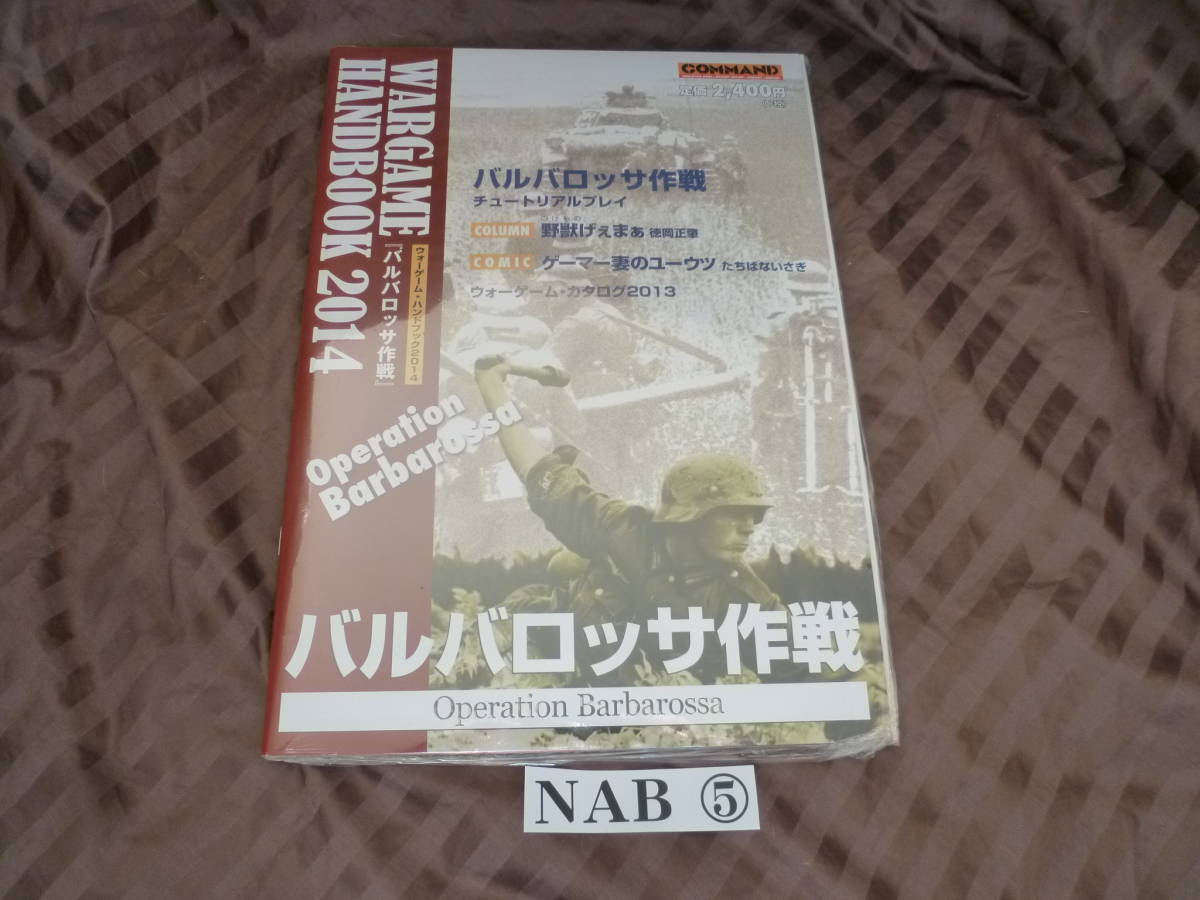 WARGAME
HANDBOOK 2014
ウォーゲーム・ハンドブック2014
『バルバロッサ作戦』
COMMAND
定価2,400円
バルバロッサ作戦
チュートリアルプレイ
COLUMN 野獣げぇまぁ 徳岡正肇
COMIC ゲーマー妻のユーウツ たちばないさぎ
ウォーゲーム・カタログ2013
Operation
Barbarossa
バルバロッサ作戦
Operation Barbarossa
NAB ⑤